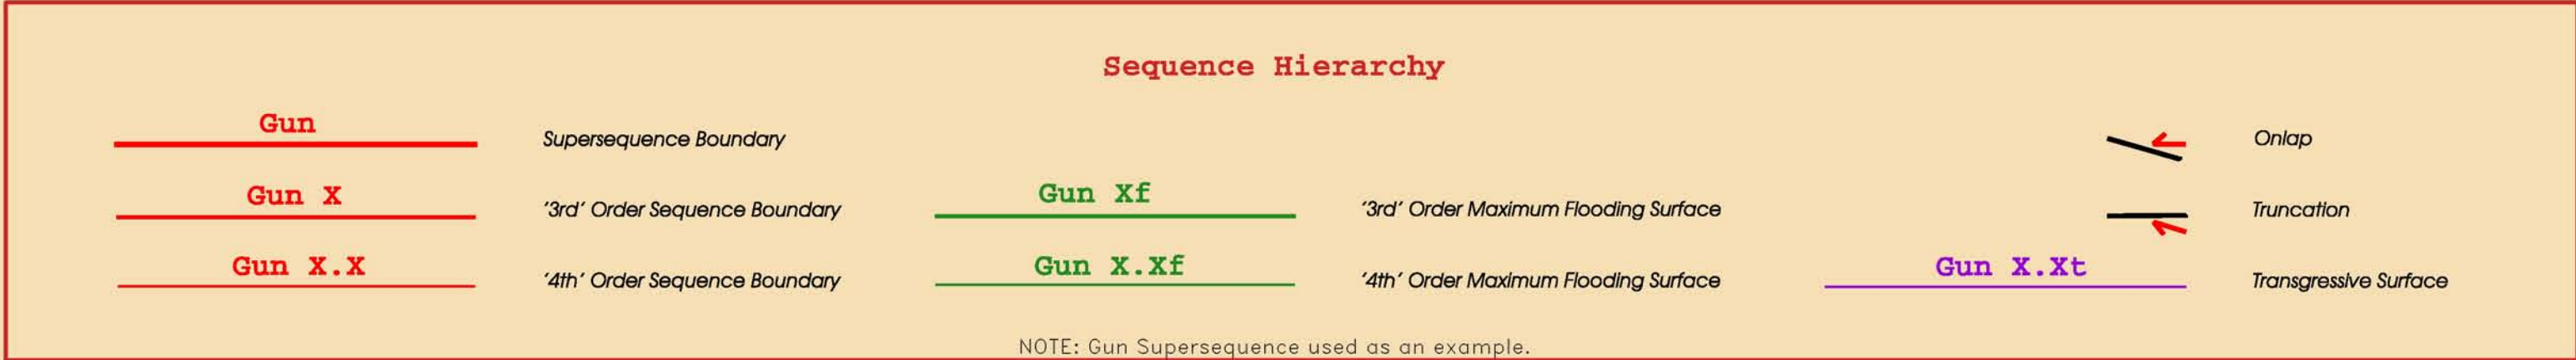 Sequence Hierarchy
Gun
Supersequence Boundary
Onlap
Gun X
'3rd' Order Sequence Boundary
Gun Xf
'3rd' Order Maximum Flooding Surface
Truncation
Gun X.X
'4th' Order Sequence Boundary
Gun X.Xf
'4th' Order Maximum Flooding Surface
Gun X.Xt
Transgressive Surface
NOTE: Gun Supersequence used as an example.